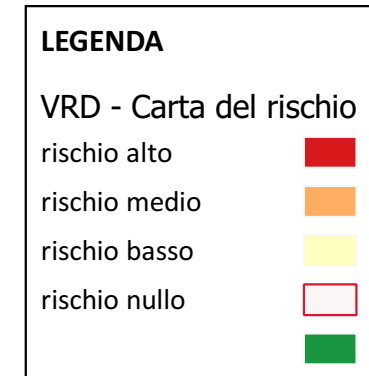 LEGENDA
VRD - Carta del rischio
rischio alto
rischio medio
rischio basso
rischio nullo